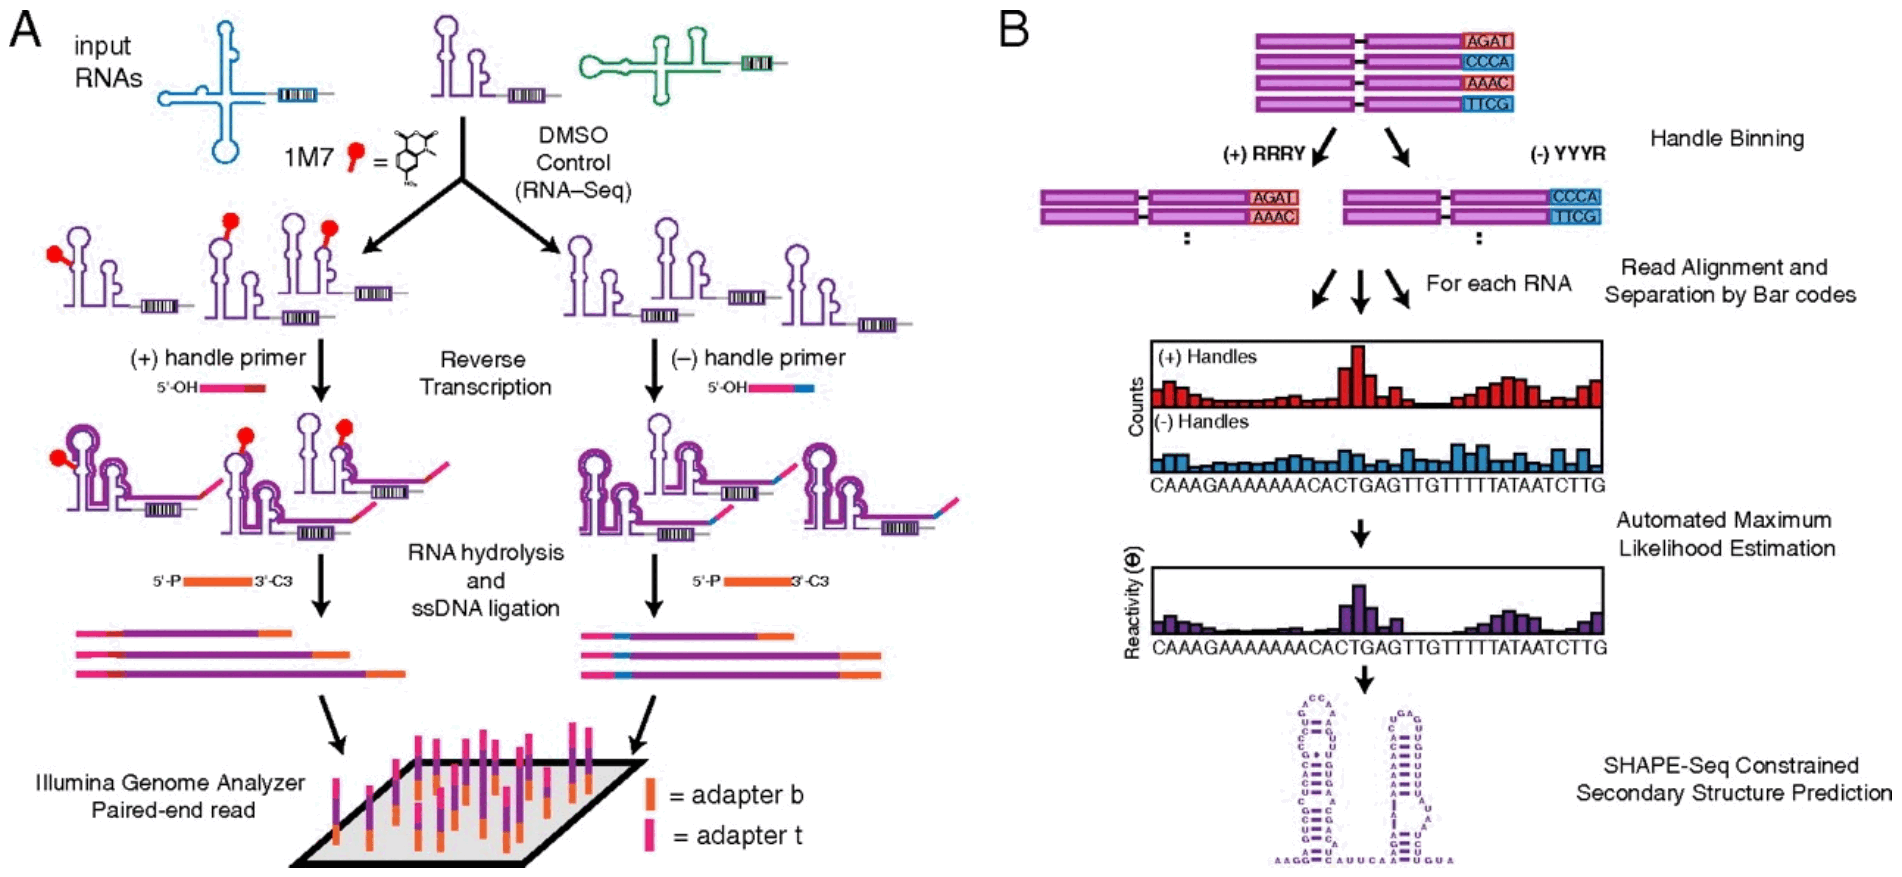 A
input
RNAs
1M7
=
DMSO
Control
(RNA–Seq)
(+) handle primer
5'-OH
Reverse
Transcription
(–) handle primer
5'-OH
RNA hydrolysis
and
ssDNA ligation
5'-P
3'-C3
5'-P
3'-C3
Illumina Genome Analyzer
Paired-end read
= adapter b
= adapter t
B
AGAT
CCCA
AAAC
TTCG
Handle Binning
(+) RRRY
(-) YYYR
AGAT
AAAC
CCCA
TTCG
For each RNA
Read Alignment and
Separation by Bar codes
Counts
(+) Handles
(-) Handles
CAAAGAAAAAAACACTGAGTTGTTTTTATAATCTTG
Automated Maximum
Likelihood Estimation
Reactivity (Θ)
CAAAGAAAAAAACACTGAGTTGTTTTTATAATCTTG
SHAPE-Seq Constrained
Secondary Structure Prediction